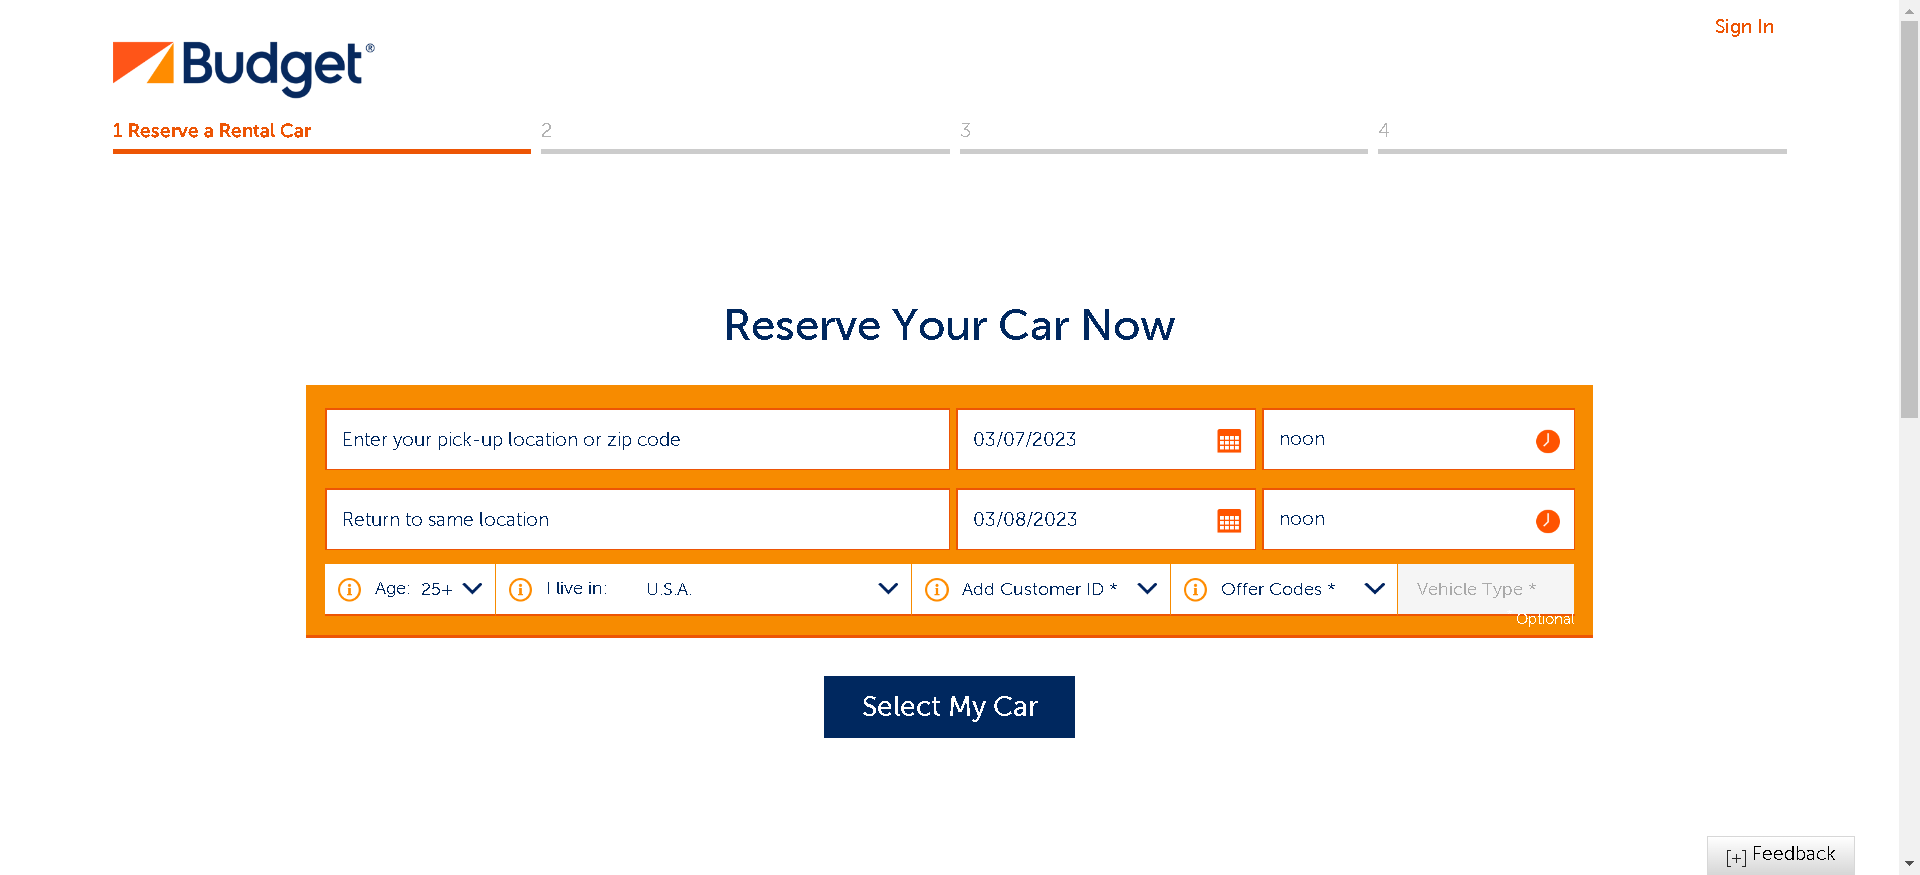 Sign In
Budget®
1 Reserve a Rental Car
2
3
4
Reserve Your Car Now
Enter your pick-up location or zip code
03/07/2023
noon
Return to same location
03/08/2023
noon
Age: 25+
I live in: U.S.A.
Add Customer ID *
Offer Codes *
Vehicle Type *
Optional
Select My Car
[+] Feedback